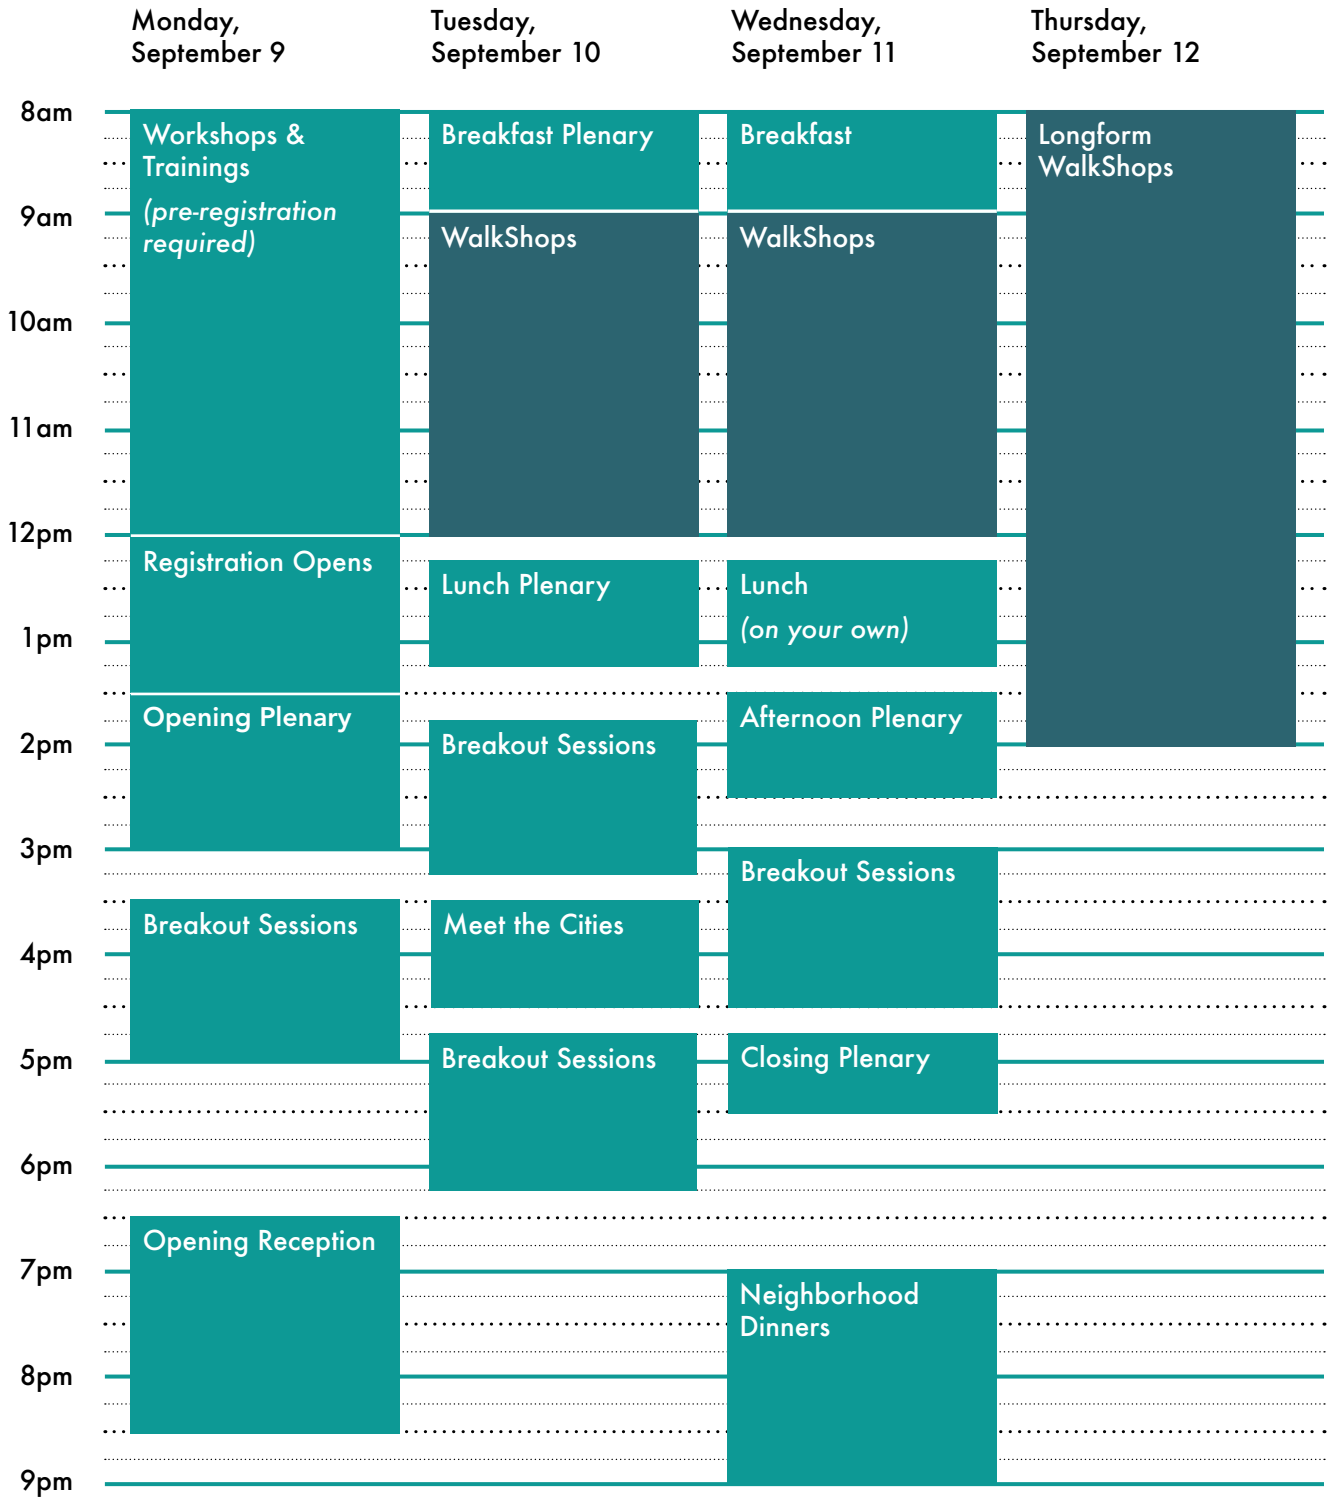 Monday,
September 9
Tuesday,
September 10
Wednesday,
September 11
Thursday,
September 12
8am
9am
10am
11am
12pm
1pm
2pm
3pm
4pm
5pm
6pm
7pm
8pm
9pm
Workshops &
Trainings
(pre-registration
required)
Registration Opens
Opening Plenary
Breakout Sessions
Opening Reception
Breakfast Plenary
WalkShops
Lunch Plenary
Breakout Sessions
Meet the Cities
Breakout Sessions
Breakfast
WalkShops
Lunch
(on your own)
Afternoon Plenary
Breakout Sessions
Closing Plenary
Neighborhood
Dinners
Longform
WalkShops